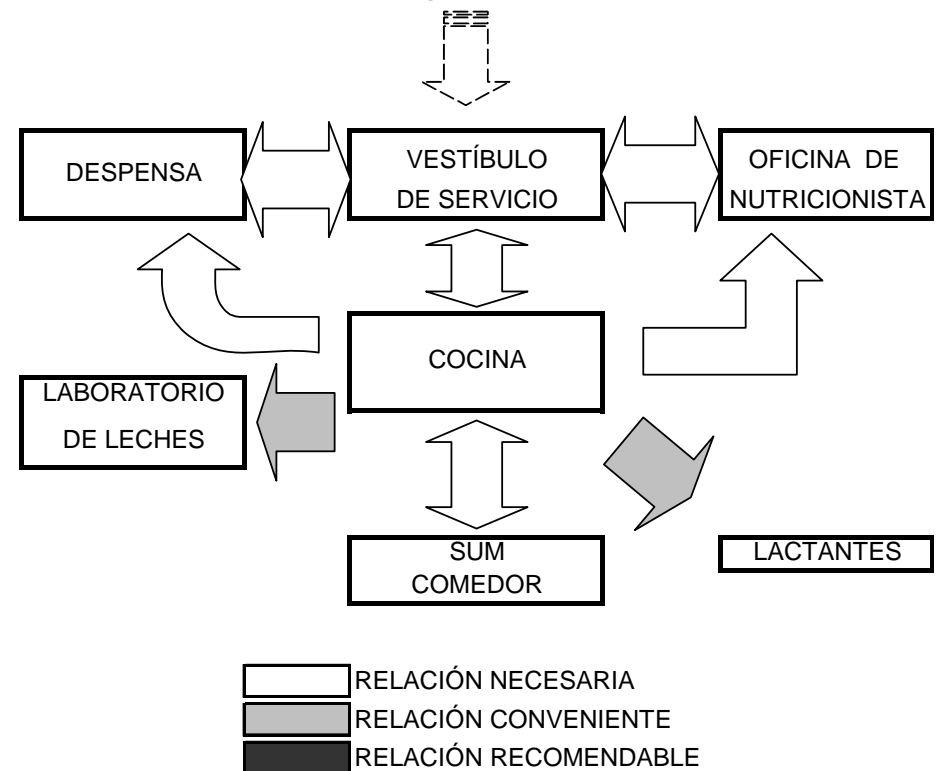 DESPENSA
VESTÍBULO
DE SERVICIO
OFICINA DE
NUTRICIONISTA
COCINA
LABORATORIO
DE LECHES
SUM
COMEDOR
LACTANTES
RELACIÓN NECESARIA
RELACIÓN CONVENIENTE
RELACIÓN RECOMENDABLE